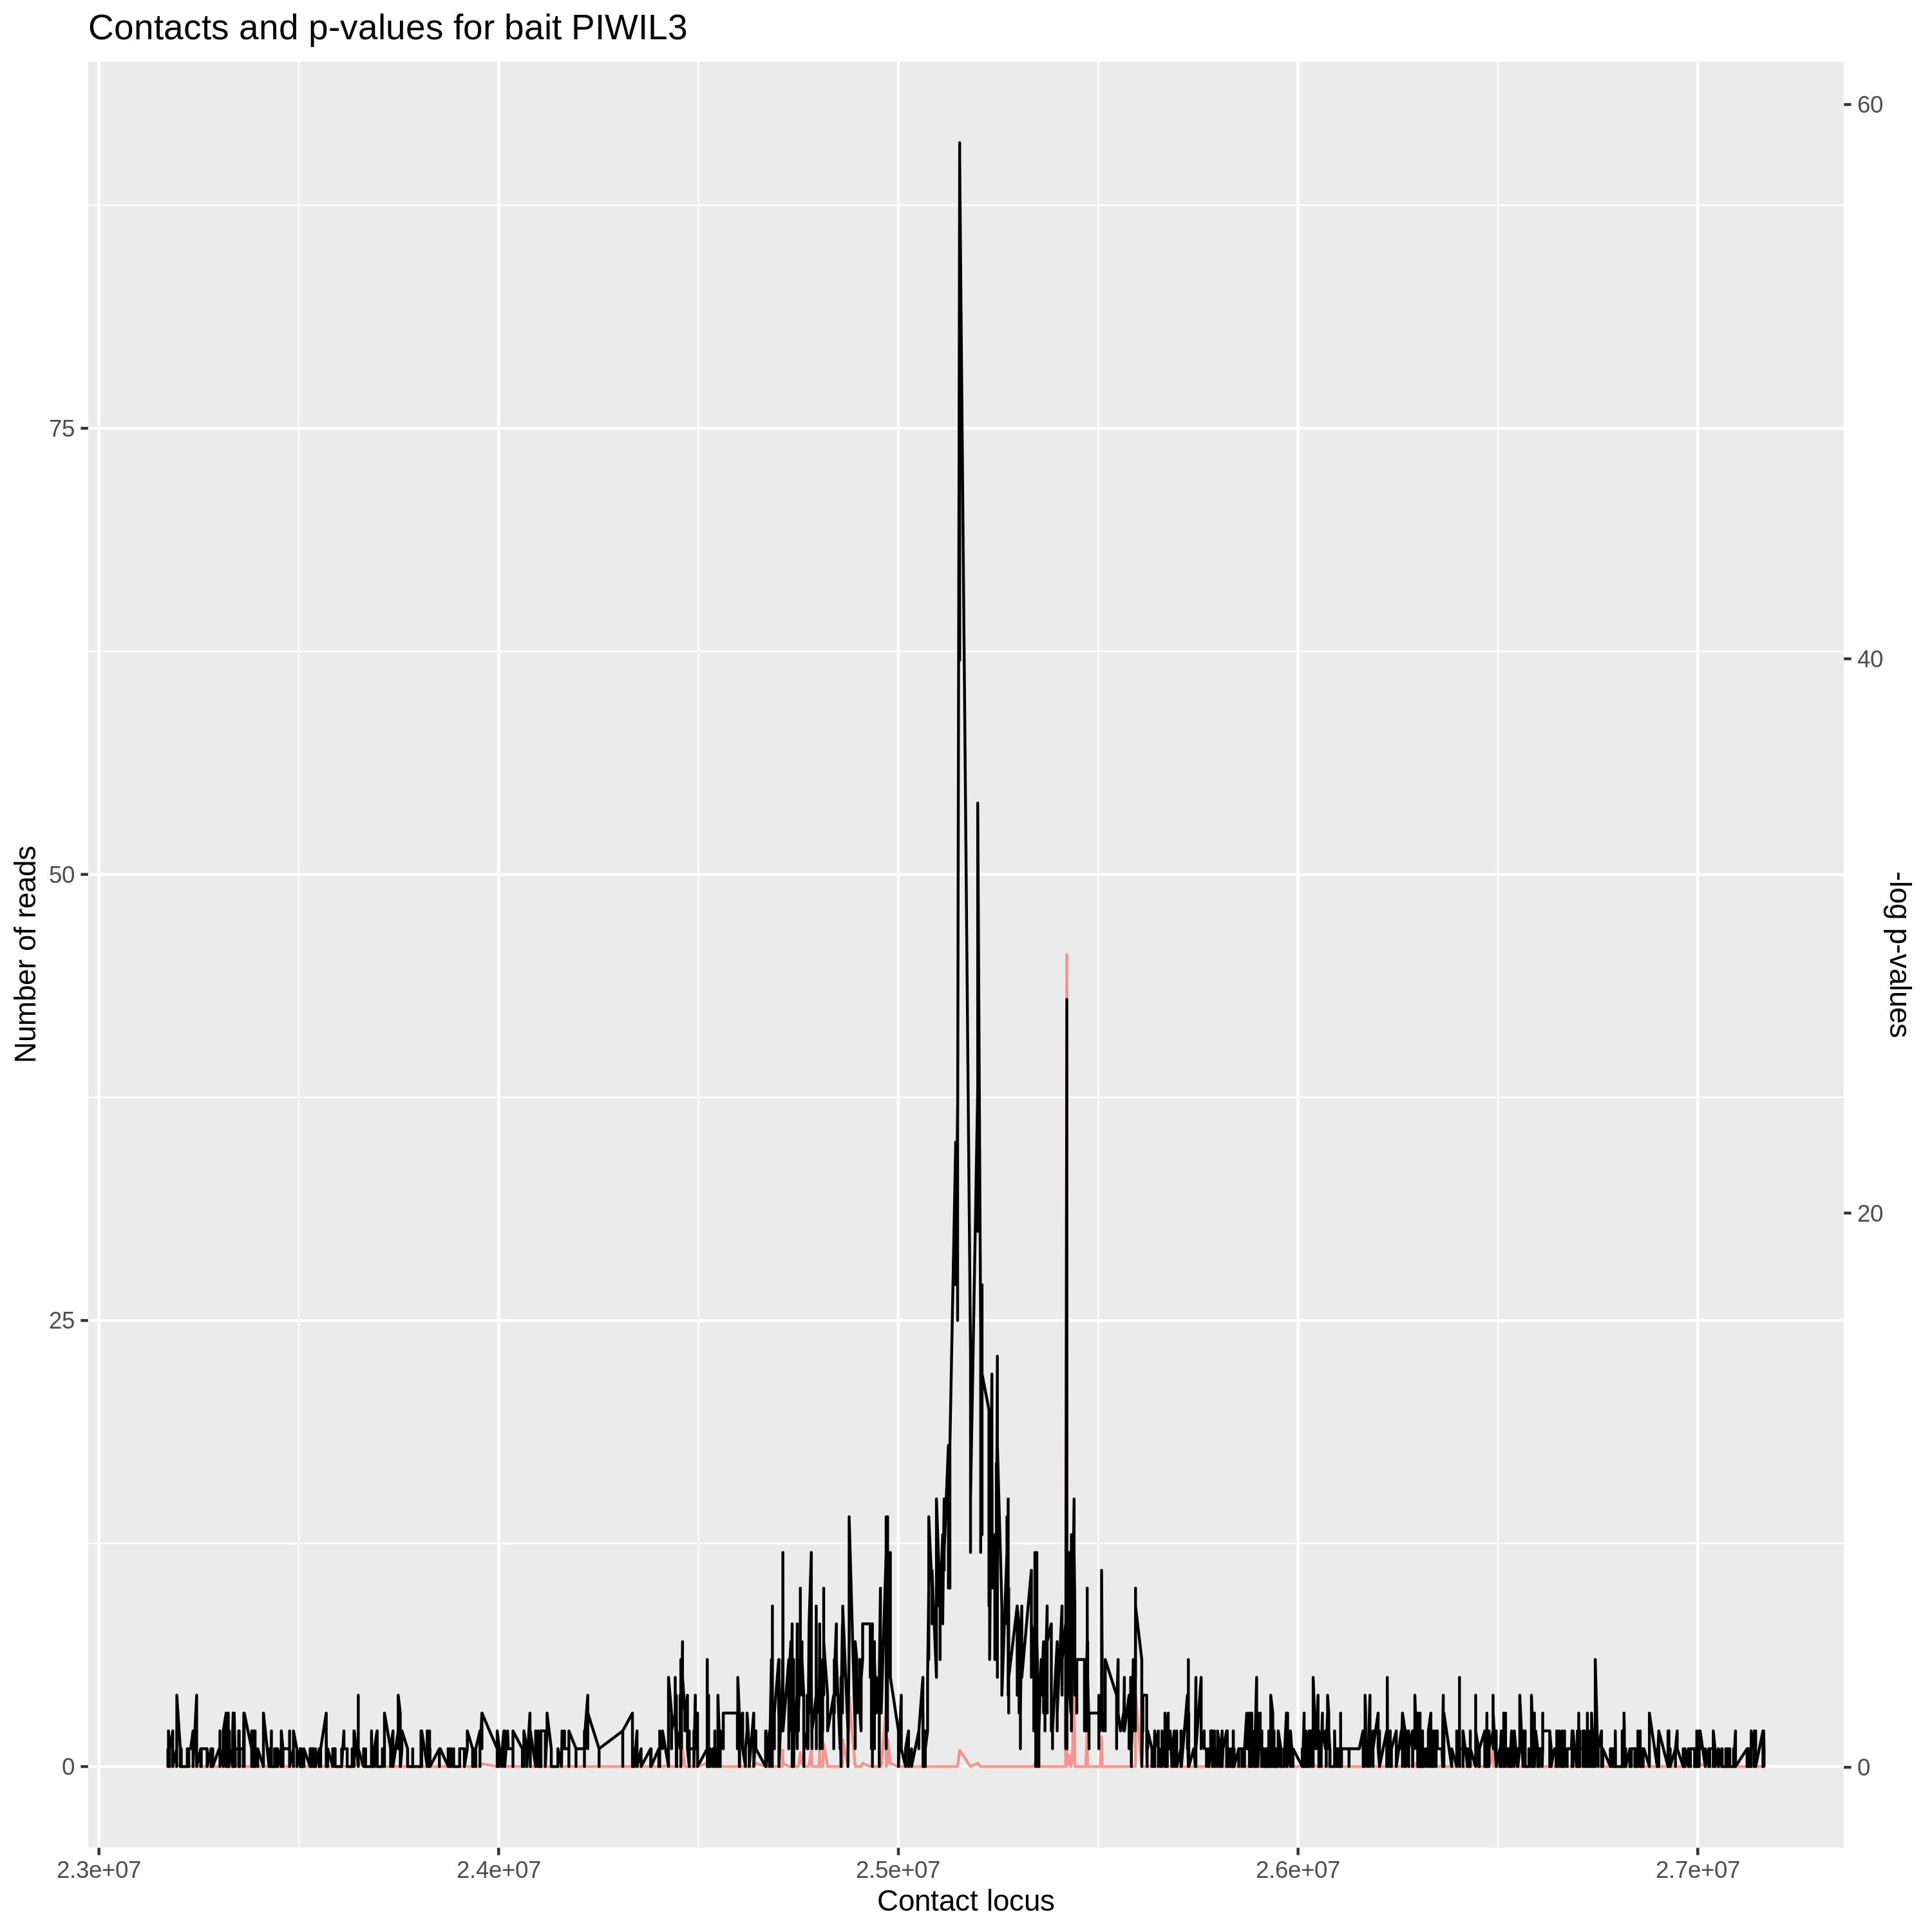 Contacts and p-values for bait PIWIL3
60
75
40
50
Number of reads
-log p-values
20
25
0
0
2.3e+07
2.4e+07
2.5e+07
2.6e+07
2.7e+07
Contact locus